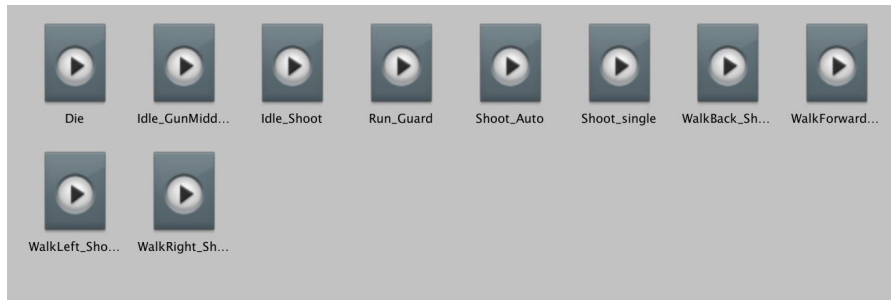 Die
Idle_GunMidd...
Idle_Shoot
Run_Guard
Shoot_Auto
Shoot_single
WalkBack_Sh...
WalkForward...
WalkLeft_Sho...
WalkRight_Sh...